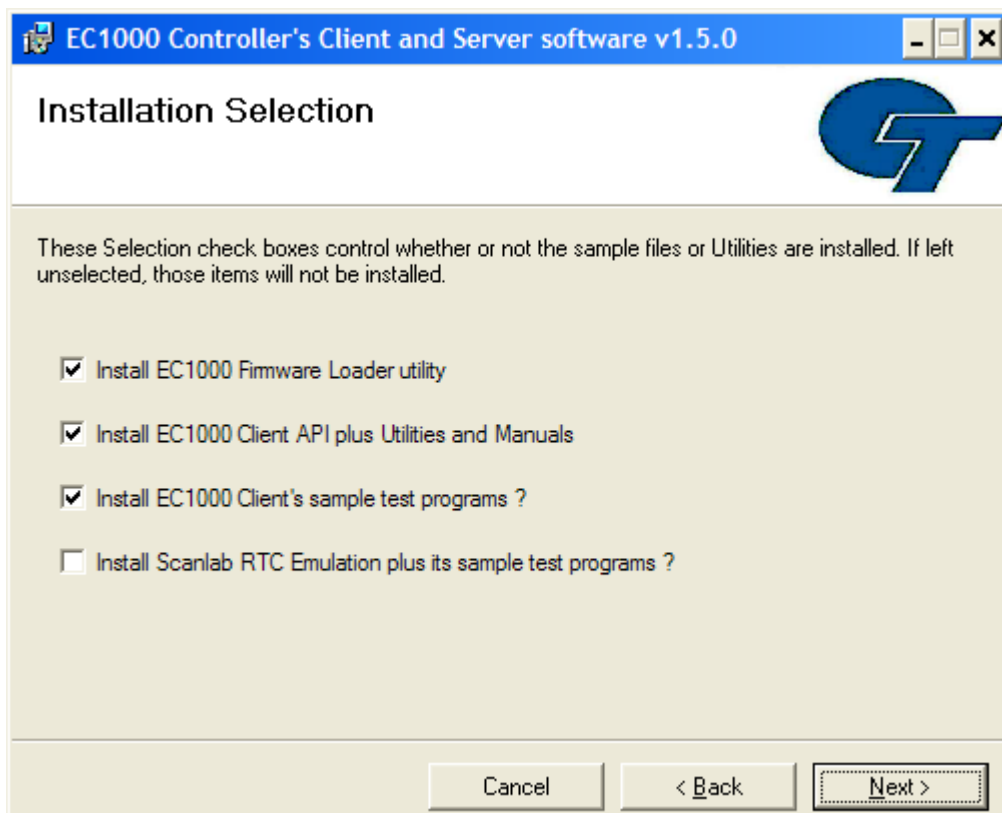 EC1000 Controller's Client and Server software v1.5.0
Installation Selection
CT
These Selection check boxes control whether or not the sample files or Utilities are installed. If left
unselected, those items will not be installed.
Install EC1000 Firmware Loader utility
Install EC1000 Client API plus Utilities and Manuals
Install EC1000 Client's sample test programs ?
Install Scanlab RTC Emulation plus its sample test programs ?
Cancel
< Back
Next >